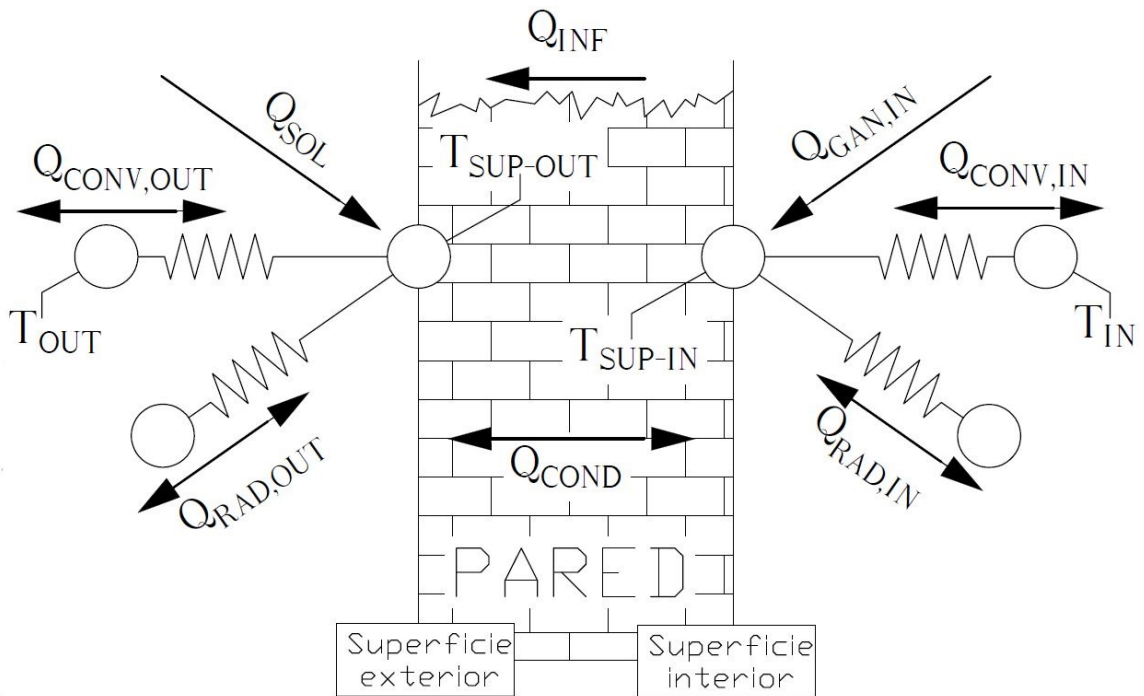 Q_INF
Q_SOL
Q_GAN,IN
Q_CONV,OUT
T_SUP-OUT
Q_CONV,IN
T_OUT
T_SUP-IN
T_IN
Q_COND
Q_RAD,OUT
Q_RAD,IN
PARED
Superficie
exterior
Superficie
interior